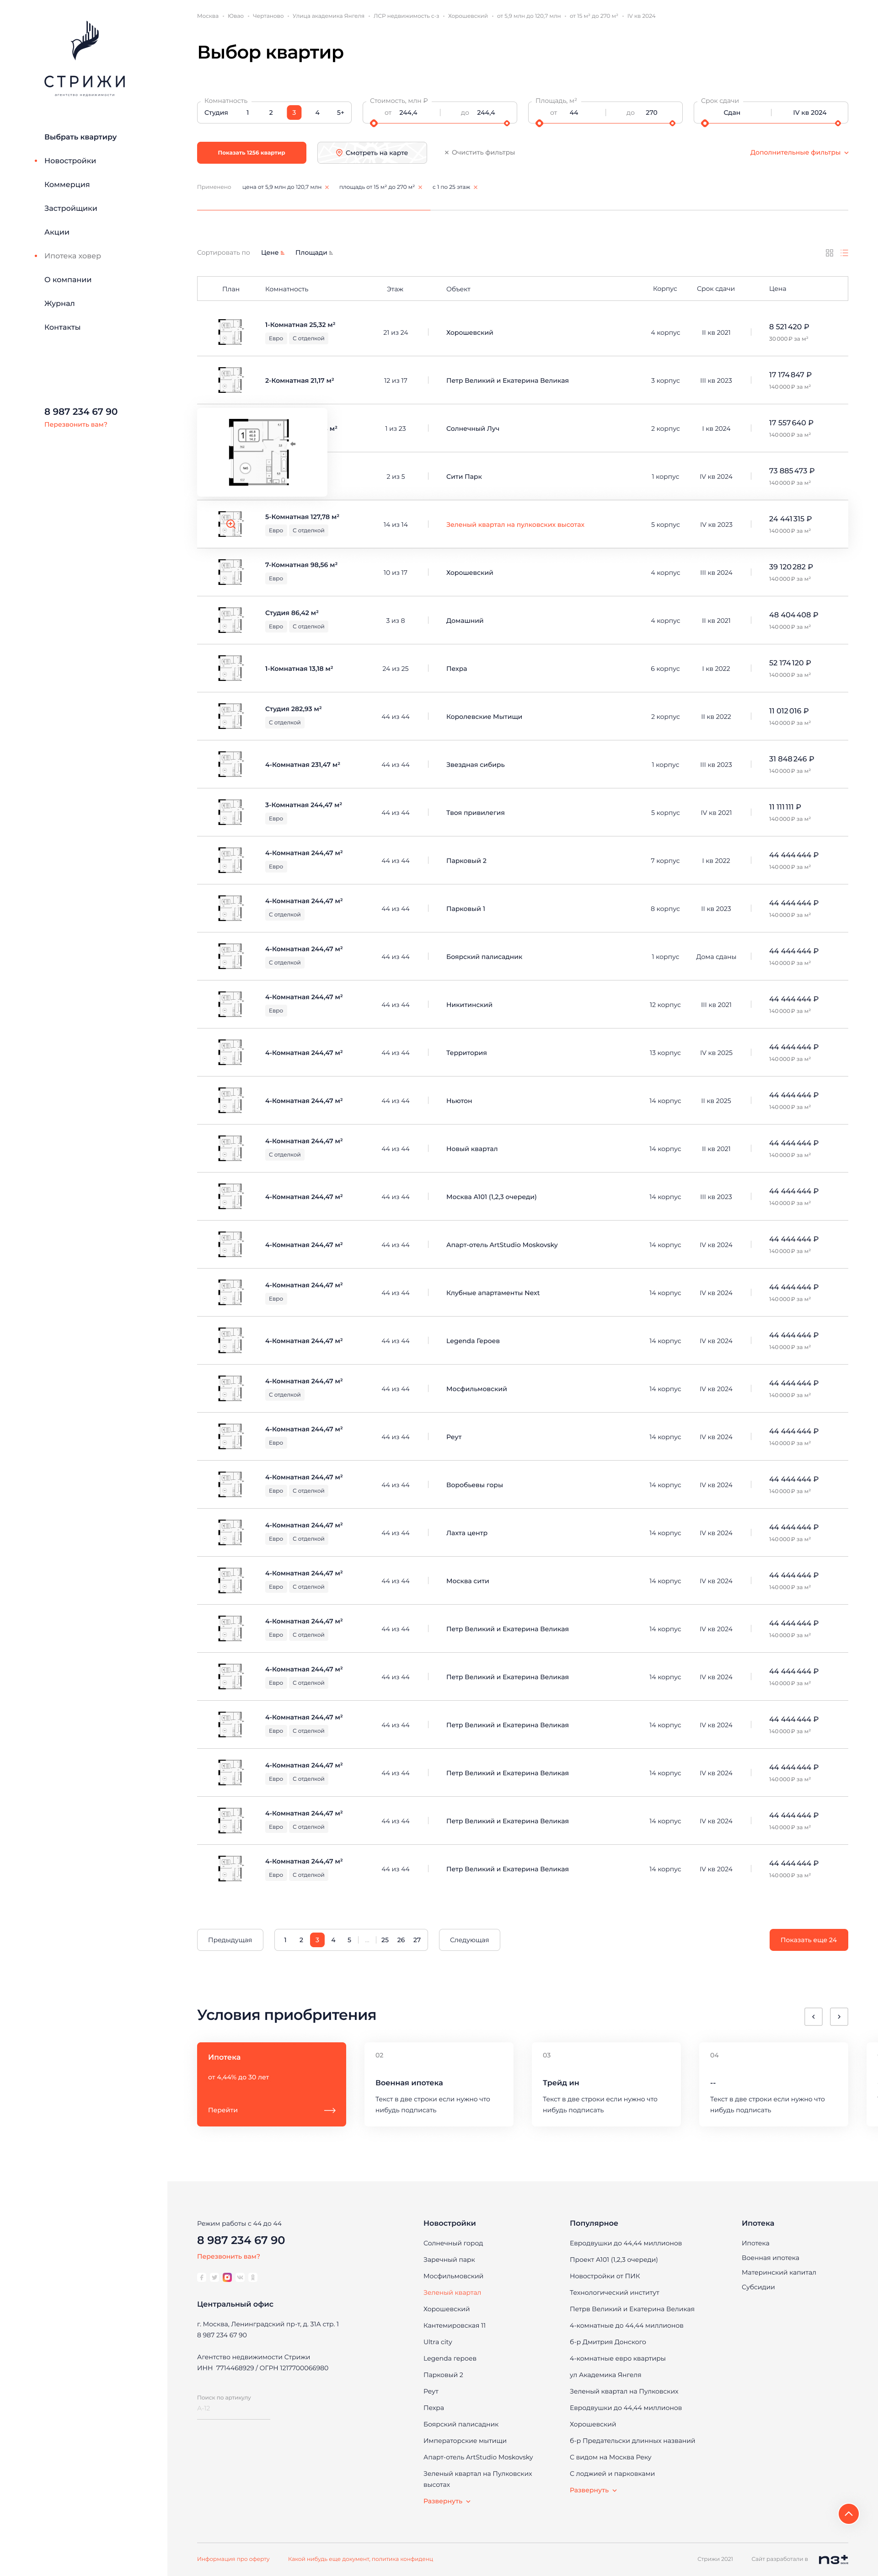 СТРИЖИ
агентство недвижимости
Выбрать квартиру
Новостройки
Коммерция
Застройщики
Акции
Ипотека ховер
О компании
Журнал
Контакты
8 987 234 67 90
Перезвонить вам?
Москва • Ювао • Чертаново • Улица академика Янгеля • ЛСР недвижимость с-з • Хорошевский • от 5,9 млн до 120,7 млн • от 15 м² до 270 м² • IV кв 2024
Выбор квартир
Комнатность Стоимость, млн ₽ Площадь, м² Срок сдачи
Студия 1 2 3 4 5+ от 244,4 до 244,4 от 44 до 270 Сдан IV кв 2024
Показать 1256 квартир Смотреть на карте × Очистить фильтры Дополнительные фильтры
Применено цена от 5,9 млн до 120,7 млн × площадь от 15 м² до 270 м² × с 1 по 25 этаж ×
Сортировать по Цене Площади
План Комнатность Этаж Объект Корпус Срок сдачи Цена
1-Комнатная 25,32 м² 21 из 24 Хорошевский 4 корпус II кв 2021 8 521 420 ₽
Евро С отделкой 30 000 ₽ за м²
2-Комнатная 21,17 м² 12 из 17 Петр Великий и Екатерина Великая 3 корпус III кв 2023 17 174 847 ₽
140 000 ₽ за м²
м² 1 из 23 Солнечный Луч 2 корпус I кв 2024 17 557 640 ₽
140 000 ₽ за м²
2 из 5 Сити Парк 1 корпус IV кв 2024 73 885 473 ₽
140 000 ₽ за м²
5-Комнатная 127,78 м² 14 из 14 Зеленый квартал на пулковских высотах 5 корпус IV кв 2023 24 441 315 ₽
Евро С отделкой 140 000 ₽ за м²
7-Комнатная 98,56 м² 10 из 17 Хорошевский 4 корпус III кв 2024 39 120 282 ₽
Евро 140 000 ₽ за м²
Студия 86,42 м² 3 из 8 Домашний 4 корпус II кв 2021 48 404 408 ₽
Евро С отделкой 140 000 ₽ за м²
1-Комнатная 13,18 м² 24 из 25 Пехра 6 корпус I кв 2022 52 174 120 ₽
140 000 ₽ за м²
Студия 282,93 м² 44 из 44 Королевские Мытищи 2 корпус II кв 2022 11 012 016 ₽
С отделкой 140 000 ₽ за м²
4-Комнатная 231,47 м² 44 из 44 Звездная сибирь 1 корпус III кв 2023 31 848 246 ₽
140 000 ₽ за м²
3-Комнатная 244,47 м² 44 из 44 Твоя привилегия 5 корпус IV кв 2021 11 111 111 ₽
Евро 140 000 ₽ за м²
4-Комнатная 244,47 м² 44 из 44 Парковый 2 7 корпус I кв 2022 44 444 444 ₽
Евро 140 000 ₽ за м²
4-Комнатная 244,47 м² 44 из 44 Парковый 1 8 корпус II кв 2023 44 444 444 ₽
С отделкой 140 000 ₽ за м²
4-Комнатная 244,47 м² 44 из 44 Боярский палисадник 1 корпус Дома сданы 44 444 444 ₽
С отделкой 140 000 ₽ за м²
4-Комнатная 244,47 м² 44 из 44 Никитинский 12 корпус III кв 2021 44 444 444 ₽
Евро 140 000 ₽ за м²
4-Комнатная 244,47 м² 44 из 44 Территория 13 корпус IV кв 2025 44 444 444 ₽
140 000 ₽ за м²
4-Комнатная 244,47 м² 44 из 44 Ньютон 14 корпус II кв 2025 44 444 444 ₽
140 000 ₽ за м²
4-Комнатная 244,47 м² 44 из 44 Новый квартал 14 корпус II кв 2021 44 444 444 ₽
С отделкой 140 000 ₽ за м²
4-Комнатная 244,47 м² 44 из 44 Москва А101 (1,2,3 очереди) 14 корпус III кв 2023 44 444 444 ₽
140 000 ₽ за м²
4-Комнатная 244,47 м² 44 из 44 Апарт-отель ArtStudio Moskovsky 14 корпус IV кв 2024 44 444 444 ₽
140 000 ₽ за м²
4-Комнатная 244,47 м² 44 из 44 Клубные апартаменты Next 14 корпус IV кв 2024 44 444 444 ₽
Евро 140 000 ₽ за м²
4-Комнатная 244,47 м² 44 из 44 Legenda Героев 14 корпус IV кв 2024 44 444 444 ₽
140 000 ₽ за м²
4-Комнатная 244,47 м² 44 из 44 Мосфильмовский 14 корпус IV кв 2024 44 444 444 ₽
С отделкой 140 000 ₽ за м²
4-Комнатная 244,47 м² 44 из 44 Реут 14 корпус IV кв 2024 44 444 444 ₽
Евро 140 000 ₽ за м²
4-Комнатная 244,47 м² 44 из 44 Воробьевы горы 14 корпус IV кв 2024 44 444 444 ₽
Евро С отделкой 140 000 ₽ за м²
4-Комнатная 244,47 м² 44 из 44 Лахта центр 14 корпус IV кв 2024 44 444 444 ₽
Евро С отделкой 140 000 ₽ за м²
4-Комнатная 244,47 м² 44 из 44 Москва сити 14 корпус IV кв 2024 44 444 444 ₽
Евро С отделкой 140 000 ₽ за м²
4-Комнатная 244,47 м² 44 из 44 Петр Великий и Екатерина Великая 14 корпус IV кв 2024 44 444 444 ₽
Евро С отделкой 140 000 ₽ за м²
4-Комнатная 244,47 м² 44 из 44 Петр Великий и Екатерина Великая 14 корпус IV кв 2024 44 444 444 ₽
Евро С отделкой 140 000 ₽ за м²
4-Комнатная 244,47 м² 44 из 44 Петр Великий и Екатерина Великая 14 корпус IV кв 2024 44 444 444 ₽
Евро С отделкой 140 000 ₽ за м²
4-Комнатная 244,47 м² 44 из 44 Петр Великий и Екатерина Великая 14 корпус IV кв 2024 44 444 444 ₽
Евро С отделкой 140 000 ₽ за м²
4-Комнатная 244,47 м² 44 из 44 Петр Великий и Екатерина Великая 14 корпус IV кв 2024 44 444 444 ₽
Евро С отделкой 140 000 ₽ за м²
4-Комнатная 244,47 м² 44 из 44 Петр Великий и Екатерина Великая 14 корпус IV кв 2024 44 444 444 ₽
Евро С отделкой 140 000 ₽ за м²
Предыдущая 1 2 3 4 5 ... 25 26 27 Следующая Показать еще 24
Условия приобритения
Ипотека
от 4,44% до 30 лет
Перейти
02
Военная ипотека
Текст в две строки если нужно что
нибудь подписать
03
Трейд ин
Текст в две строки если нужно что
нибудь подписать
04
--
Текст в две строки если нужно что
нибудь подписать
Режим работы с 44 до 44
8 987 234 67 90
Перезвонить вам?
Центральный офис
г. Москва, Ленинградский пр-т, д. 31А стр. 1
8 987 234 67 90
Агентство недвижимости Стрижи
ИНН 7714468929 / ОГРН 1217700066980
Поиск по артикулу
А-12
Новостройки
Солнечный город
Заречный парк
Мосфильмовский
Зеленый квартал
Хорошевский
Кантемировская 11
Ultra city
Legenda героев
Парковый 2
Реут
Пехра
Боярский палисадник
Императорские мытищи
Апарт-отель ArtStudio Moskovsky
Зеленый квартал на Пулковских
высотах
Развернуть
Популярное
Евродвушки до 44,44 миллионов
Проект А101 (1,2,3 очереди)
Новостройки от ПИК
Технологический институт
Петрв Великий и Екатерина Великая
4-комнатные до 44,44 миллионов
б-р Дмитрия Донского
4-комнатные евро квартиры
ул Академика Янгеля
Зеленый квартал на Пулковских
Евродвушки до 44,44 миллионов
Хорошевский
б-р Предательски длинных названий
С видом на Москва Реку
С лоджией и парковками
Развернуть
Ипотека
Ипотека
Военная ипотека
Материнский капитал
Субсидии
Информация про оферту Какой нибудь еще документ, политика конфиденц Стрижи 2021 Сайт разработали в n3+